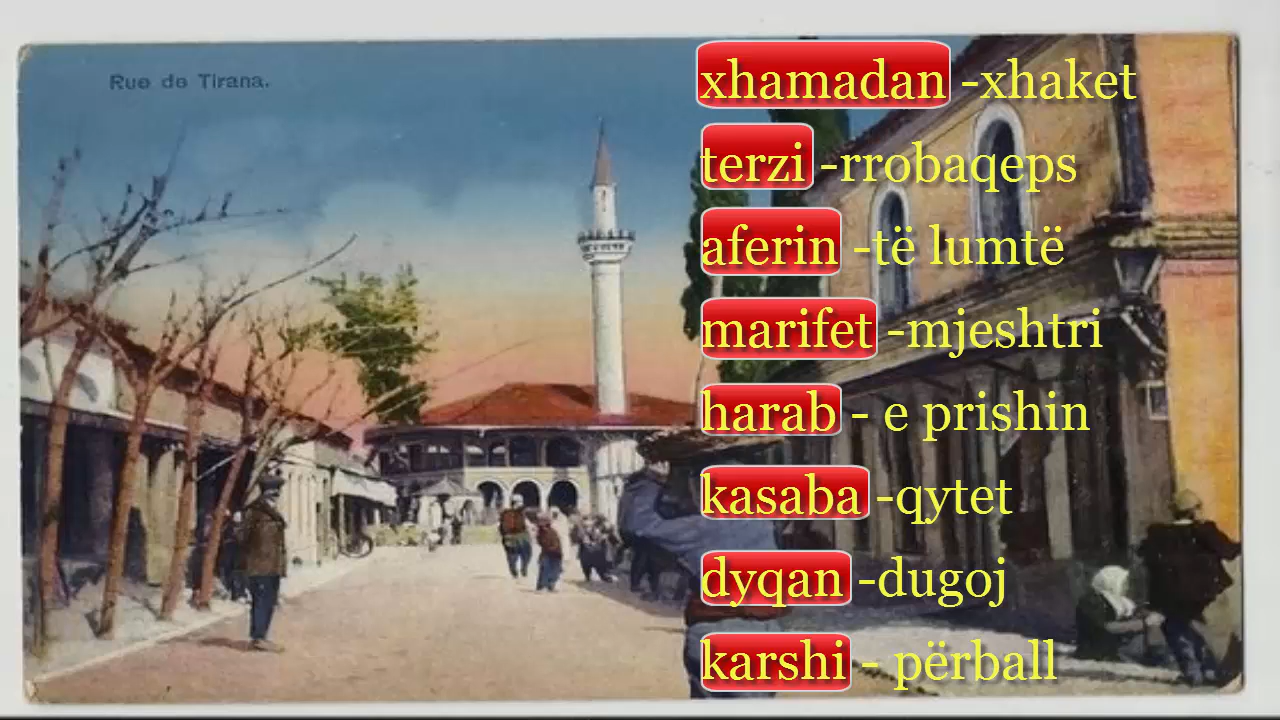 Rue de Tirana.
xhamadan -xhaket
terzi -rrobaqeps
aferin -të lumtë
marifet -mjeshtri
harab - e prishin
kasaba -qytet
dyqan -dugoj
karshi - përball